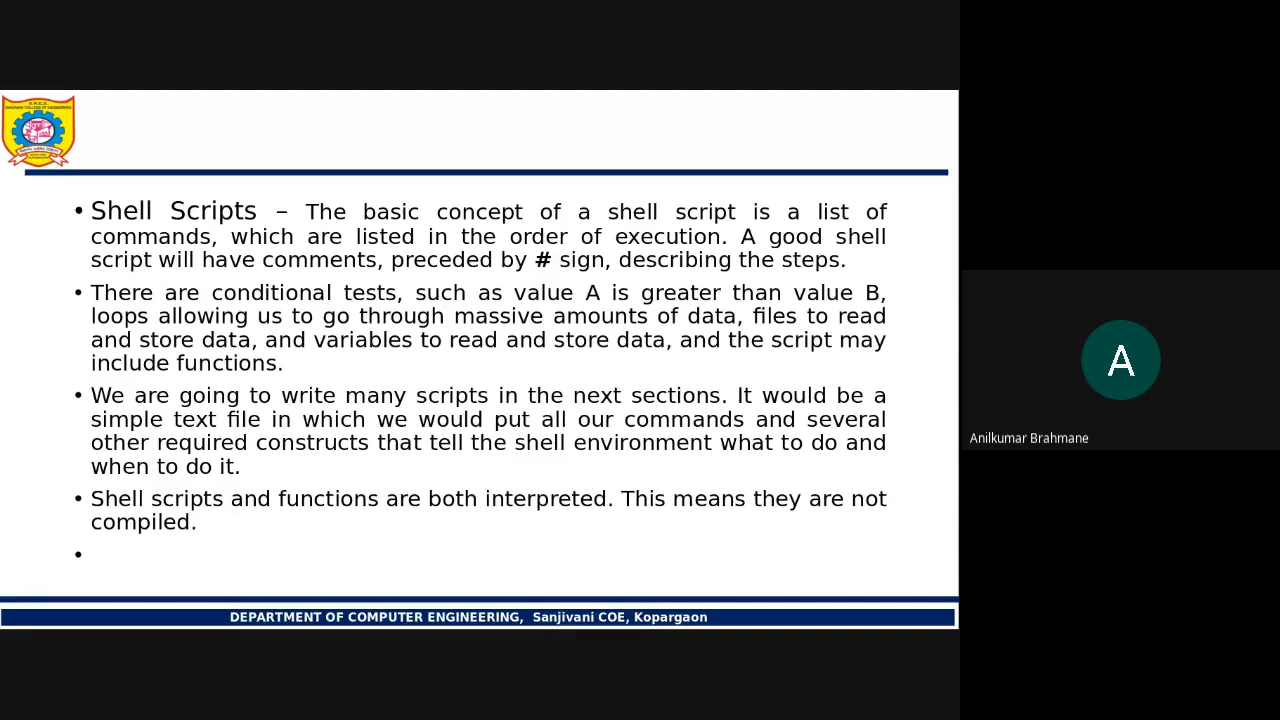 • Shell Scripts – The basic concept of a shell script is a list of
commands, which are listed in the order of execution. A good shell
script will have comments, preceded by # sign, describing the steps.
• There are conditional tests, such as value A is greater than value B,
loops allowing us to go through massive amounts of data, files to read
and store data, and variables to read and store data, and the script may
include functions.
• We are going to write many scripts in the next sections. It would be a
simple text file in which we would put all our commands and several
other required constructs that tell the shell environment what to do and
when to do it.
• Shell scripts and functions are both interpreted. This means they are not
compiled.
•
DEPARTMENT OF COMPUTER ENGINEERING, Sanjivani COE, Kopargaon
A
Anilkumar Brahmane